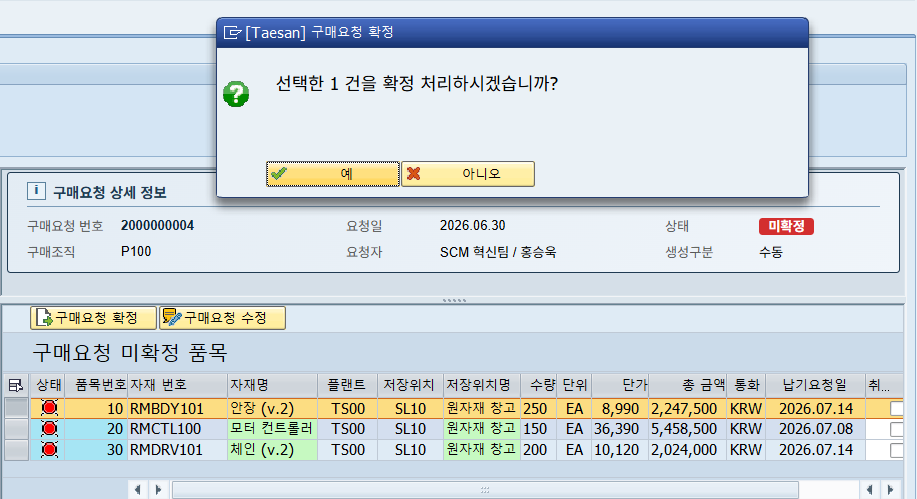 [Taesan] 구매요청 확정
선택한 1 건을 확정 처리하시겠습니까?
예 아니오
구매요청 상세 정보
구매요청 번호 2000000004 요청일 2026.06.30 상태 미확정
구매조직 P100 요청자 SCM 혁신팀 / 홍승욱 생성구분 수동
구매요청 확정 구매요청 수정
구매요청 미확정 품목
상태 품목번호 자재 번호 자재명 플랜트 저장위치 저장위치명 수량 단위 단가 총 금액 통화 납기요청일 취...
10 RMBDY101 안장 (v.2) TS00 SL10 원자재 창고 250 EA 8,990 2,247,500 KRW 2026.07.14
20 RMCTL100 모터 컨트롤러 TS00 SL10 원자재 창고 150 EA 36,390 5,458,500 KRW 2026.07.08
30 RMDRV101 체인 (v.2) TS00 SL10 원자재 창고 200 EA 10,120 2,024,000 KRW 2026.07.14